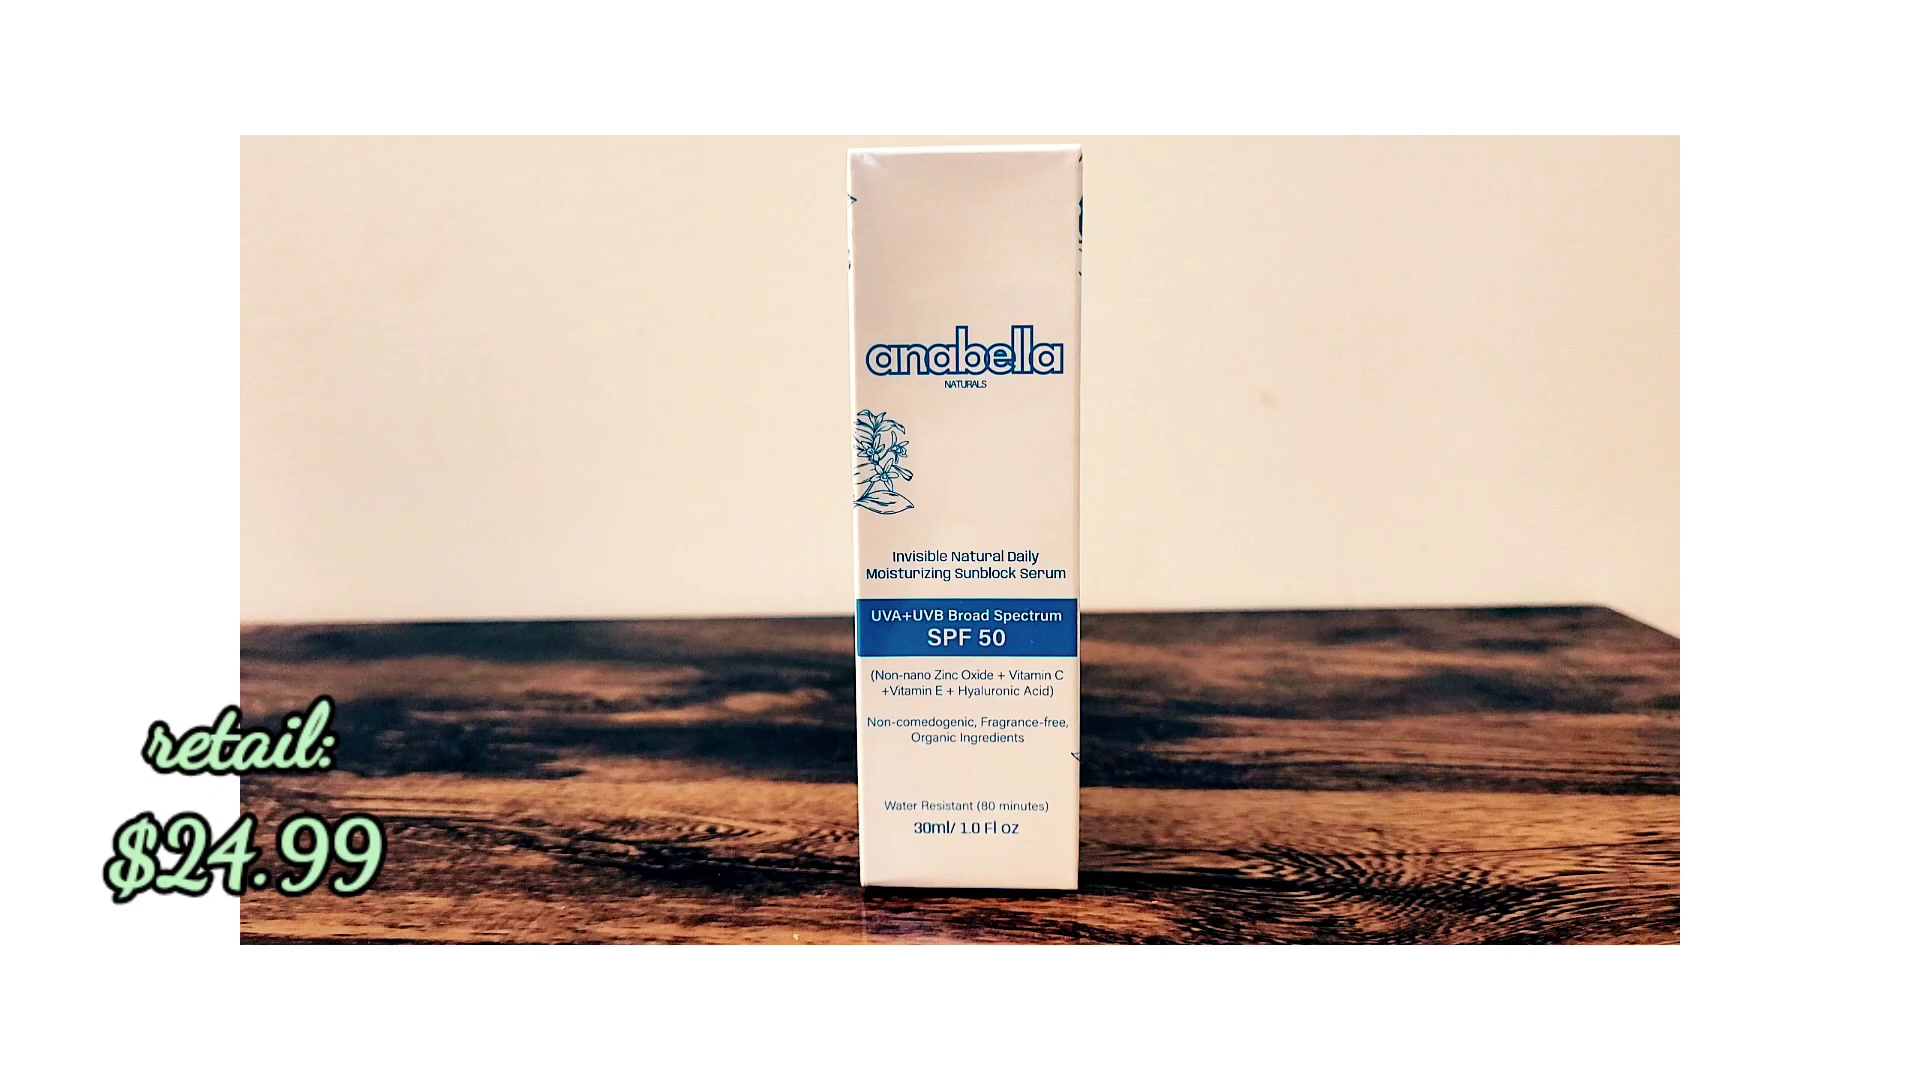 anabella
NATURALS
Invisible Natural Daily
Moisturizing Sunblock Serum
UVA+UVB Broad Spectrum
SPF 50
(Non-nano Zinc Oxide + Vitamin C
+Vitamin E + Hyaluronic Acid)
Non-comedogenic, Fragrance-free,
Organic Ingredients
Water Resistant (80 minutes)
30ml/ 1.0 Fl oz
retail:
$24.99